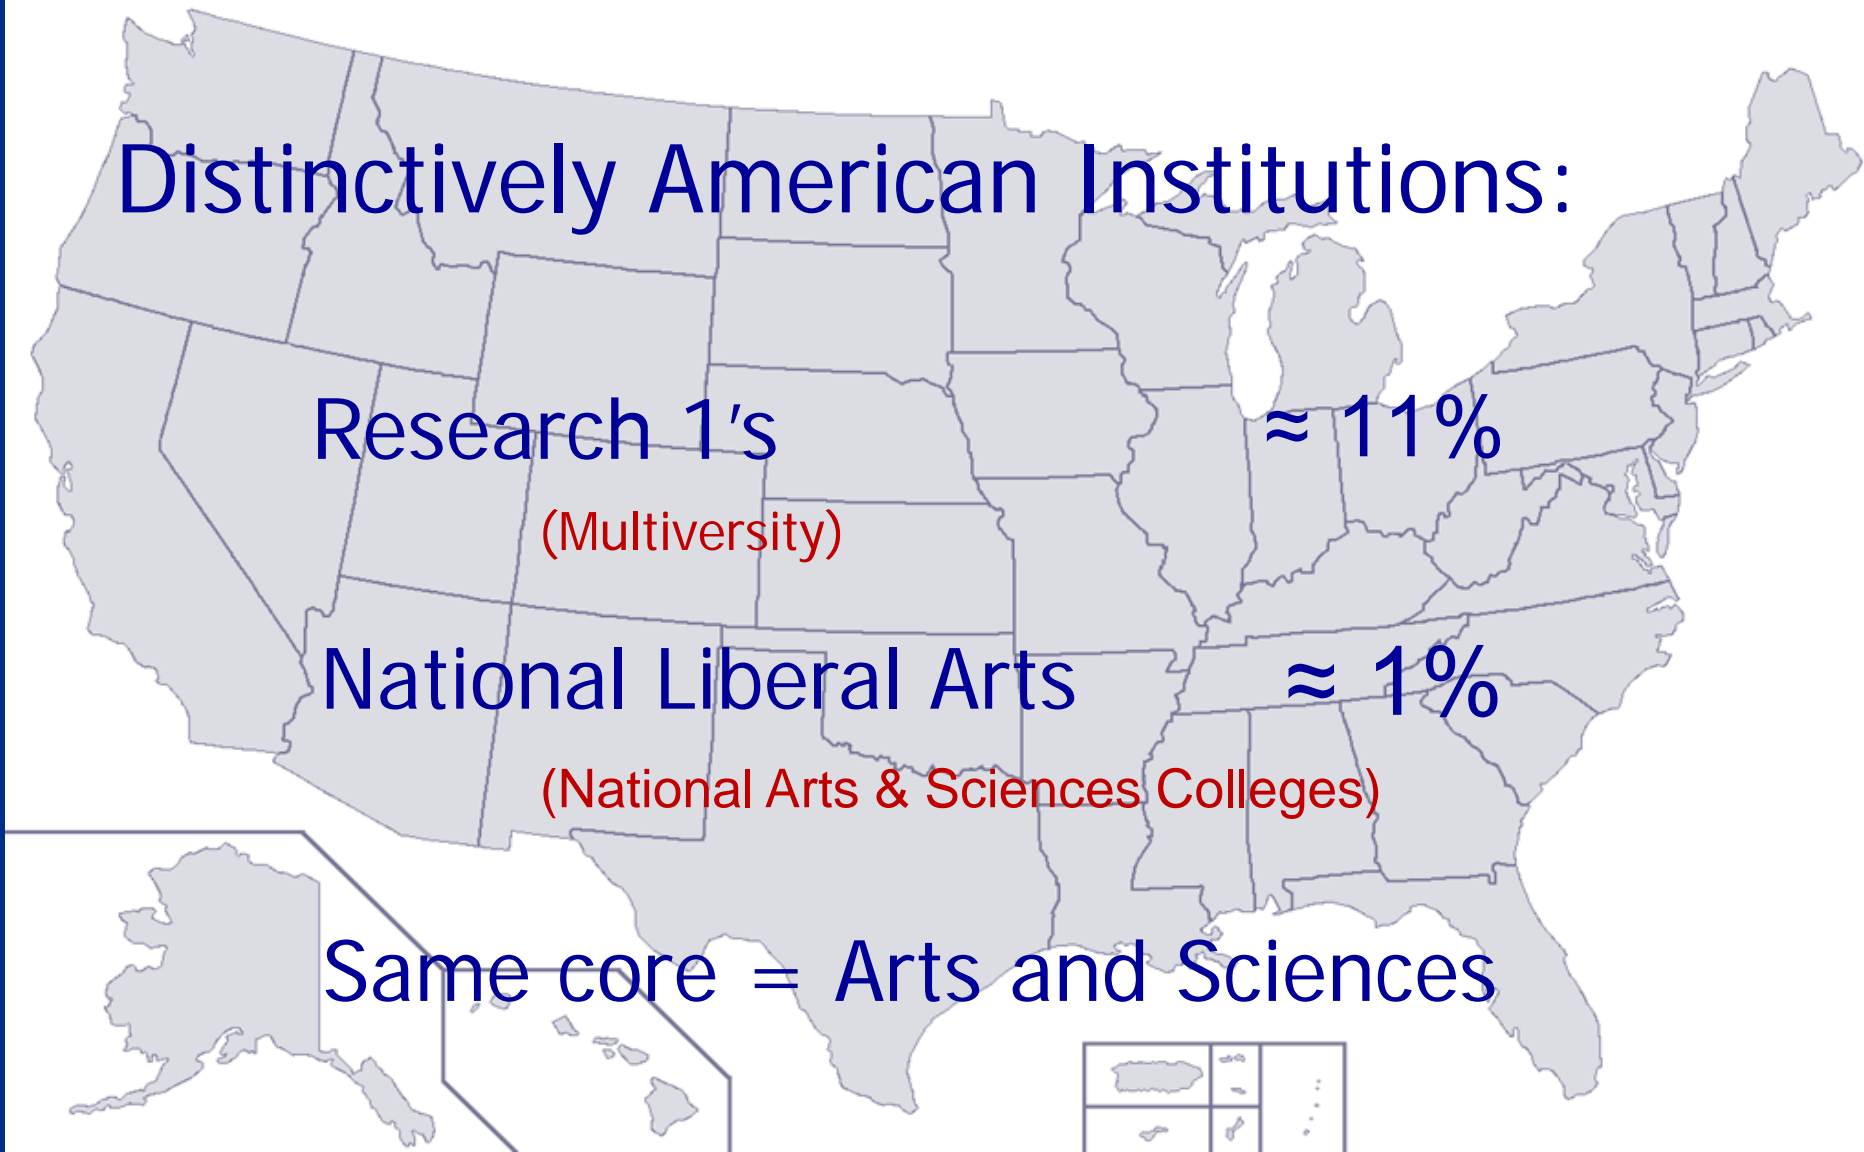 Distinctively American Institutions:
Research 1's ≈ 11%
(Multiversity)
National Liberal Arts ≈ 1%
(National Arts & Sciences Colleges)
Same core = Arts and Sciences